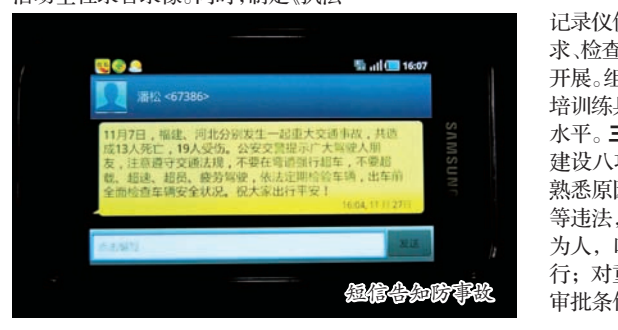 16:07
潘松 <67386>
11月7日，福建、河北分别发生一起重大交通事故，共造
成13人死亡，19人受伤。公安交警提示广大驾驶人朋
友，注意遵守交通法规，不要在弯道强行超车，不要超
载、超速、超员、疲劳驾驶，依法定期检验车辆，出车前
全面检查车辆安全状况。祝大家出行平安！
16:04, 11月27日
点击编写
发送
SAMSUNG
短信告知防事故
记录仪
求、检查
开展。组
培训练
水平。三
建设八
熟悉原
等违法，
为人，
行；对重
审批条